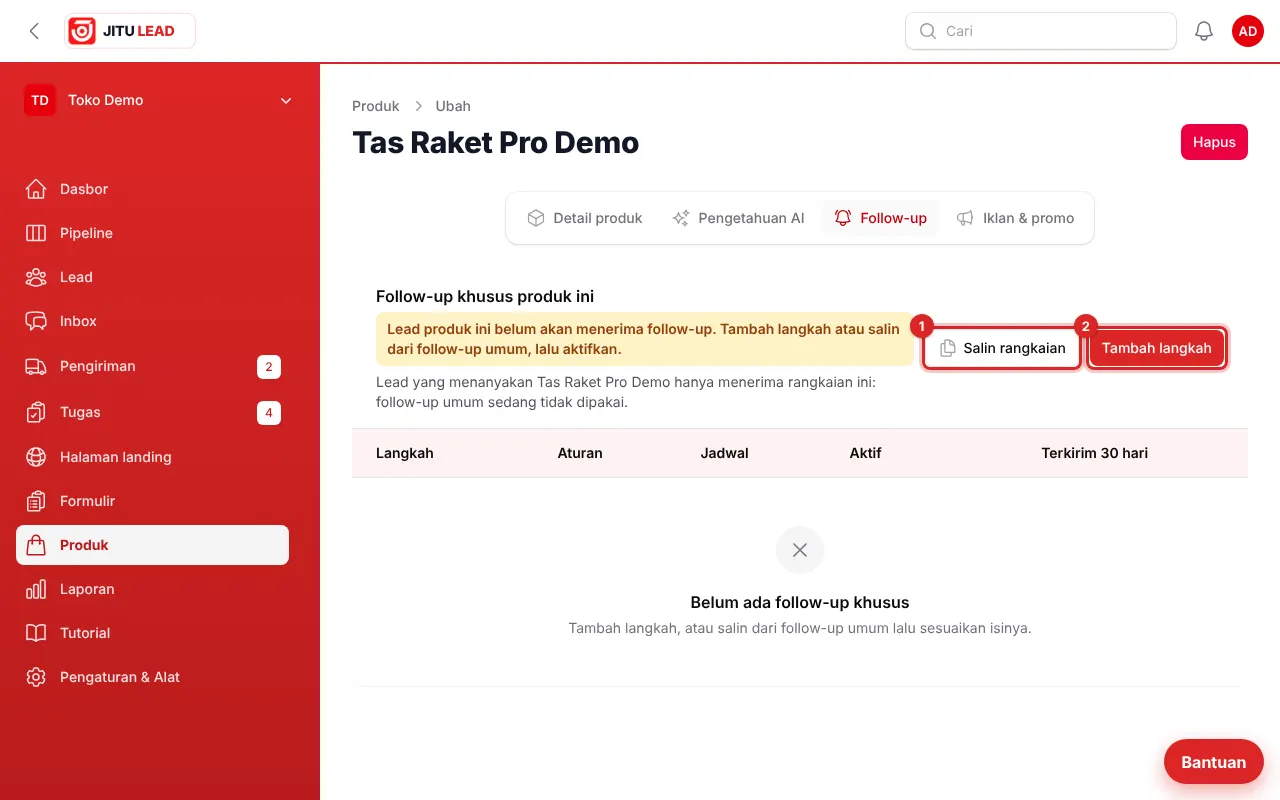 JITU LEAD
Cari
AD
TD
Toko Demo
Dasbor
Pipeline
Lead
Inbox
Pengiriman
2
Tugas
4
Halaman landing
Formulir
Produk
Laporan
Tutorial
Pengaturan & Alat
Produk
Ubah
Tas Raket Pro Demo
Hapus
Detail produk
Pengetahuan AI
Follow-up
Iklan & promo
Follow-up khusus produk ini
Lead produk ini belum akan menerima follow-up. Tambah langkah atau salin
dari follow-up umum, lalu aktifkan.
Lead yang menanyakan Tas Raket Pro Demo hanya menerima rangkaian ini:
follow-up umum sedang tidak dipakai.
1
Salin rangkaian
2
Tambah langkah
Langkah
Aturan
Jadwal
Aktif
Terkirim 30 hari
Belum ada follow-up khusus
Tambah langkah, atau salin dari follow-up umum lalu sesuaikan isinya.
Bantuan